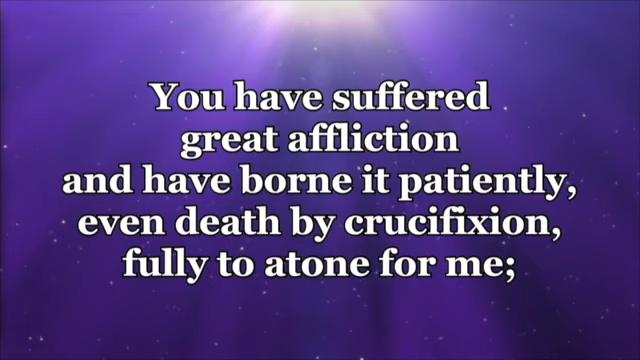 You have suffered
great affliction
and have borne it patiently,
even death by crucifixion,
fully to atone for me;